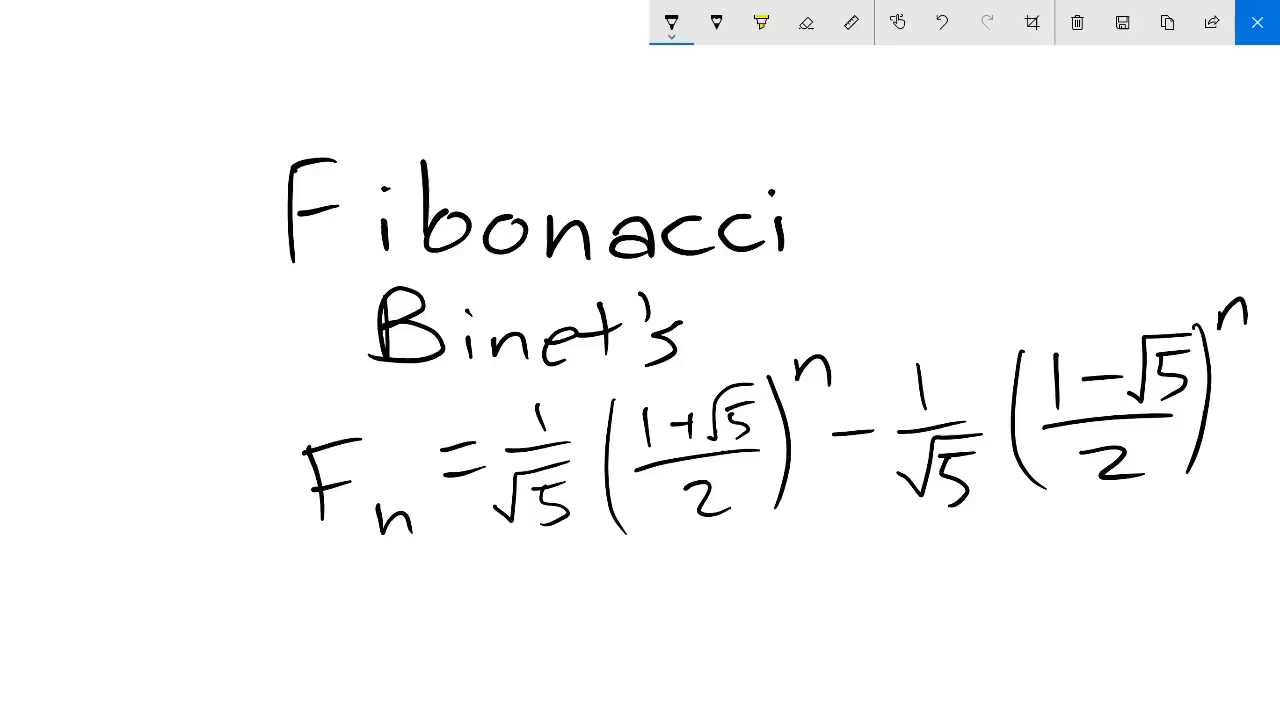 Fibonacci
Binet's
Fn = 1/√5 ((1+√5)/2)^n − 1/√5 ((1−√5)/2)^n